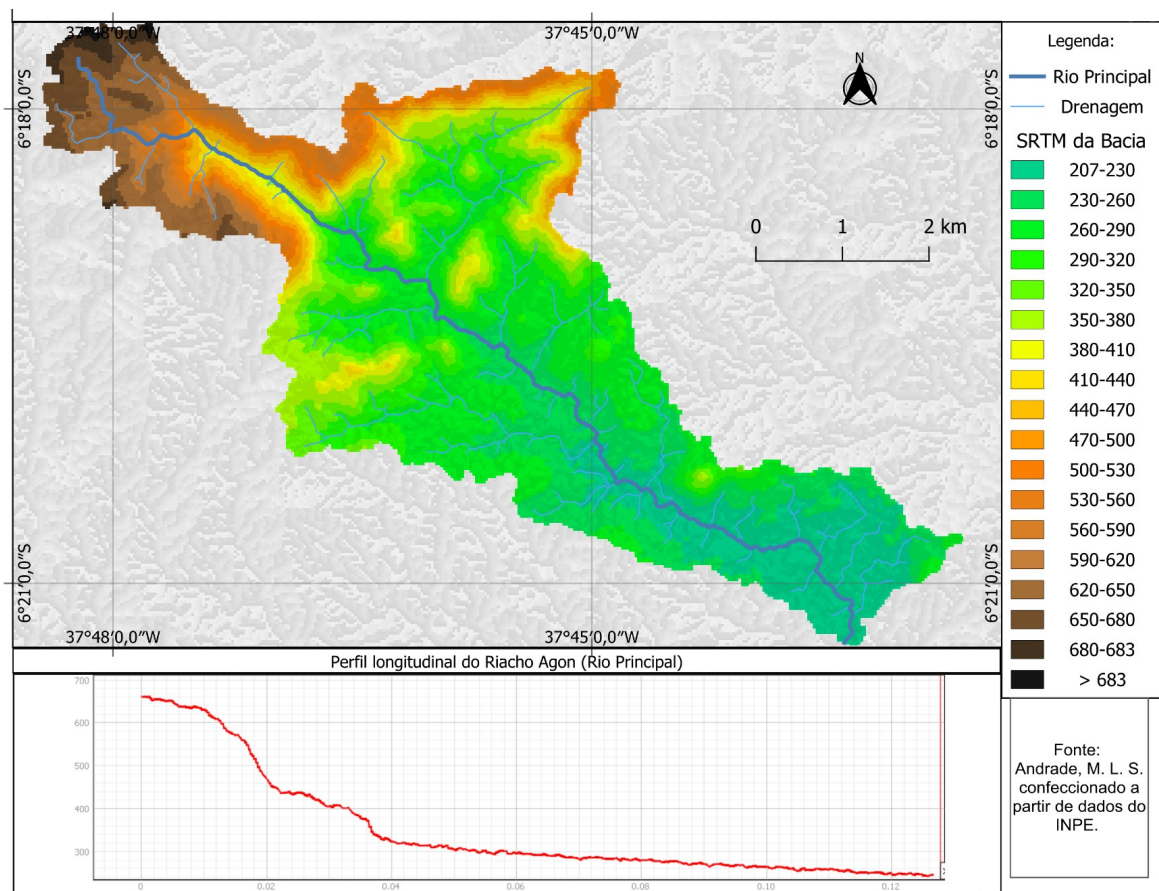 37°48'0,0"W
37°45'0,0"W
N
6°18'0,0"S
6°18'0,0"S
0 1 2 km
6°21'0,0"S
6°21'0,0"S
37°48'0,0"W
37°45'0,0"W
Legenda:
Rio Principal
Drenagem
SRTM da Bacia
207-230
230-260
260-290
290-320
320-350
350-380
380-410
410-440
440-470
470-500
500-530
530-560
560-590
590-620
620-650
650-680
680-683
> 683
Perfil longitudinal do Riacho Agon (Rio Principal)
700
600
500
400
300
0 0.02 0.04 0.06 0.08 0.10 0.12
Fonte:
Andrade, M. L. S.
confeccionado a
partir de dados do
INPE.